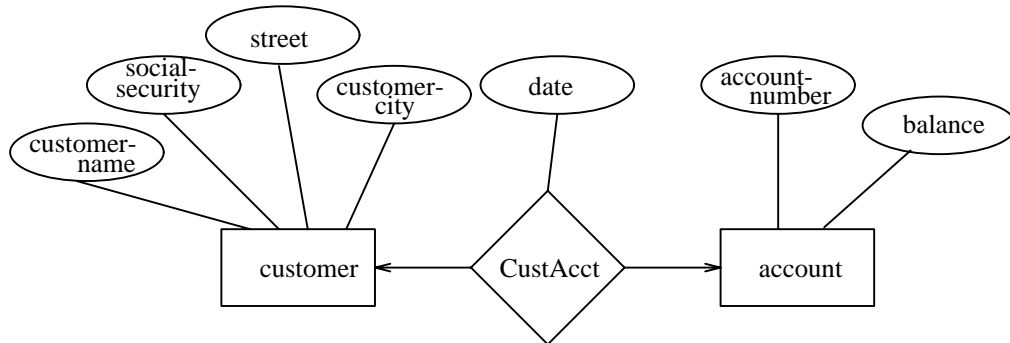 street
social-
security
customer-
city
date
account-
number
customer-
name
balance
customer
CustAcct
account